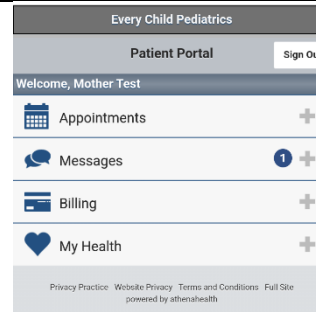 Every Child Pediatrics
Patient Portal
Sign Ou
Welcome, Mother Test
Appointments
Messages
1
Billing
My Health
Privacy Practice Website Privacy Terms and Conditions Full Site
powered by athenahealth